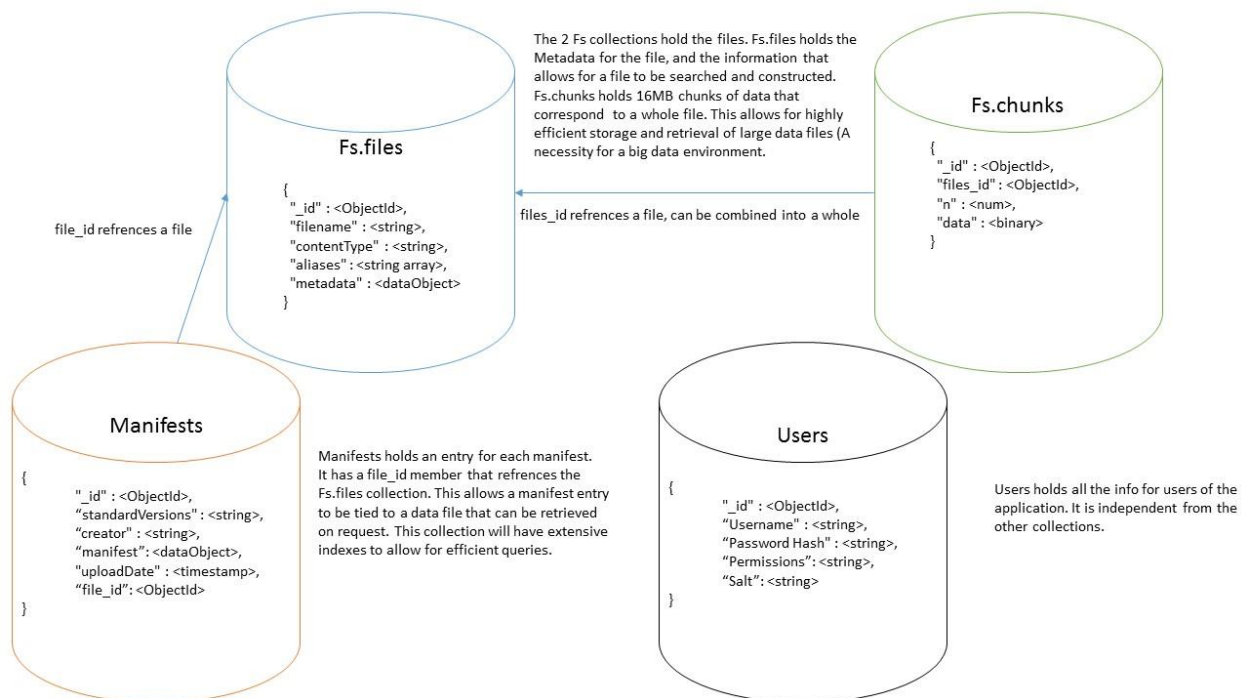 The 2 Fs collections hold the files. Fs.files holds the
Metadata for the file, and the information that
allows for a file to be searched and constructed.
Fs.chunks holds 16MB chunks of data that
correspond to a whole file. This allows for highly
efficient storage and retrieval of large data files (A
necessity for a big data environment.
Fs.files
{
"_id" : <ObjectId>,
"filename" : <string>,
"contentType" : <string>,
"aliases" : <string array>,
"metadata" : <dataObject>
}
Fs.chunks
{
"_id" : <ObjectId>,
"files_id" : <ObjectId>,
"n" : <num>,
"data" : <binary>
}
file_id refrences a file
files_id refrences a file, can be combined into a whole
Manifests
{
"_id" : <ObjectId>,
“standardVersions" : <string>,
“creator" : <string>,
“manifest”: <dataObject>,
"uploadDate" : <timestamp>,
“file_id”: <ObjectId>
}
Manifests holds an entry for each manifest.
It has a file_id member that refrences the
Fs.files collection. This allows a manifest entry
to be tied to a data file that can be retrieved
on request. This collection will have extensive
indexes to allow for efficient queries.
Users
{
"_id" : <ObjectId>,
“Username" : <string>,
“Password Hash" : <string>,
“Permissions”: <string>,
“Salt”: <string>
}
Users holds all the info for users of the
application. It is independent from the
other collections.